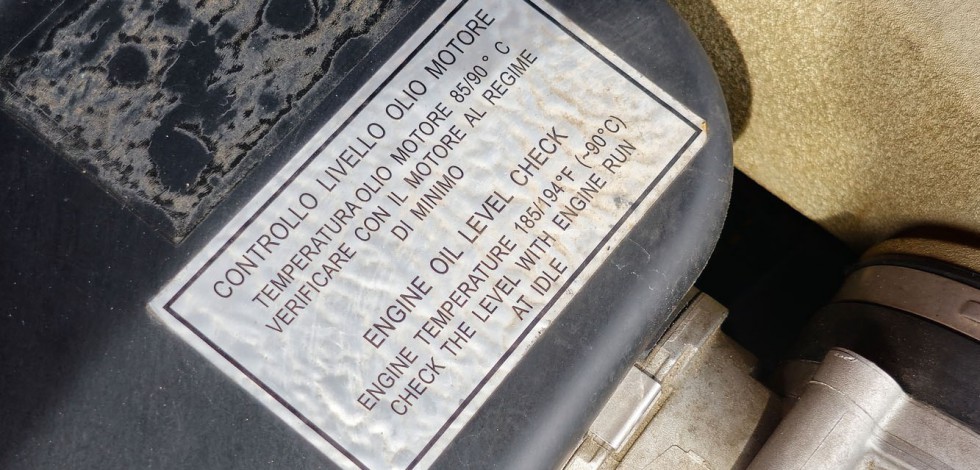 CONTROLLO LIVELLO OLIO MOTORE
TEMPERATURA OLIO MOTORE 85/90 ° C
VERIFICARE CON IL MOTORE AL REGIME
DI MINIMO
ENGINE OIL LEVEL CHECK
ENGINE TEMPERATURE 185/194°F (~90°C)
CHECK THE LEVEL WITH ENGINE RUN
AT IDLE